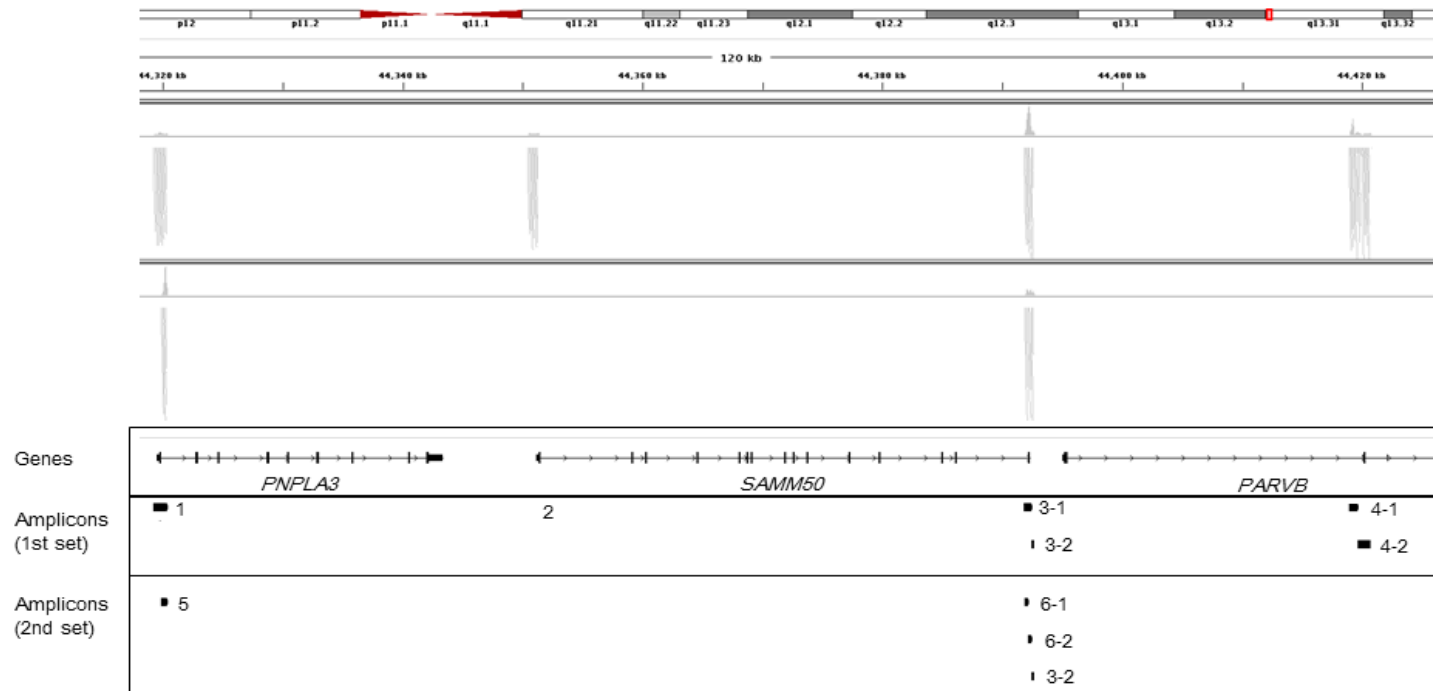 p12 p11.2 p11.1 q11.1 q11.21 q11.22 q11.23 q12.1 q12.2 q12.3 q13.1 q13.2 q13.31 q13.32
120 kb
44,320 kb 44,340 kb 44,360 kb 44,380 kb 44,400 kb 44,420 kb
Genes
PNPLA3 SAMM50 PARVB
Amplicons
(1st set)
1 2 3-1 4-1
3-2 4-2
Amplicons
(2nd set)
5 6-1
6-2
3-2